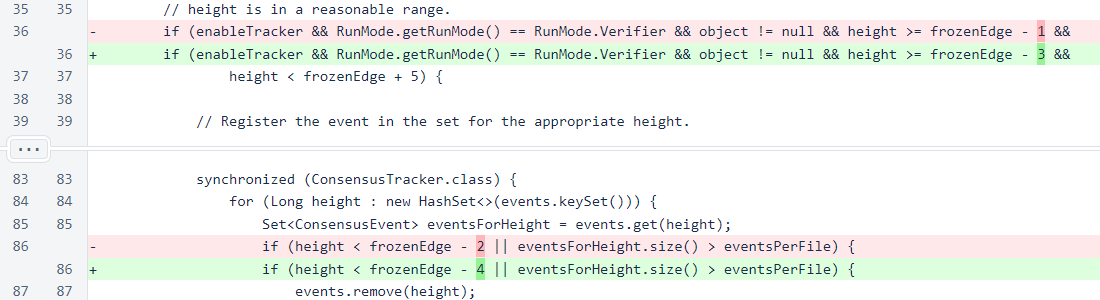 35 35 // height is in a reasonable range.
36 - if (enableTracker && RunMode.getRunMode() == RunMode.Verifier && object != null && height >= frozenEdge - 1 &&
36 + if (enableTracker && RunMode.getRunMode() == RunMode.Verifier && object != null && height >= frozenEdge - 3 &&
37 37 height < frozenEdge + 5) {
38 38
39 39 // Register the event in the set for the appropriate height.
...
83 83 synchronized (ConsensusTracker.class) {
84 84 for (Long height : new HashSet<>(events.keySet())) {
85 85 Set<ConsensusEvent> eventsForHeight = events.get(height);
86 - if (height < frozenEdge - 2 || eventsForHeight.size() > eventsPerFile) {
86 + if (height < frozenEdge - 4 || eventsForHeight.size() > eventsPerFile) {
87 87 events.remove(height);